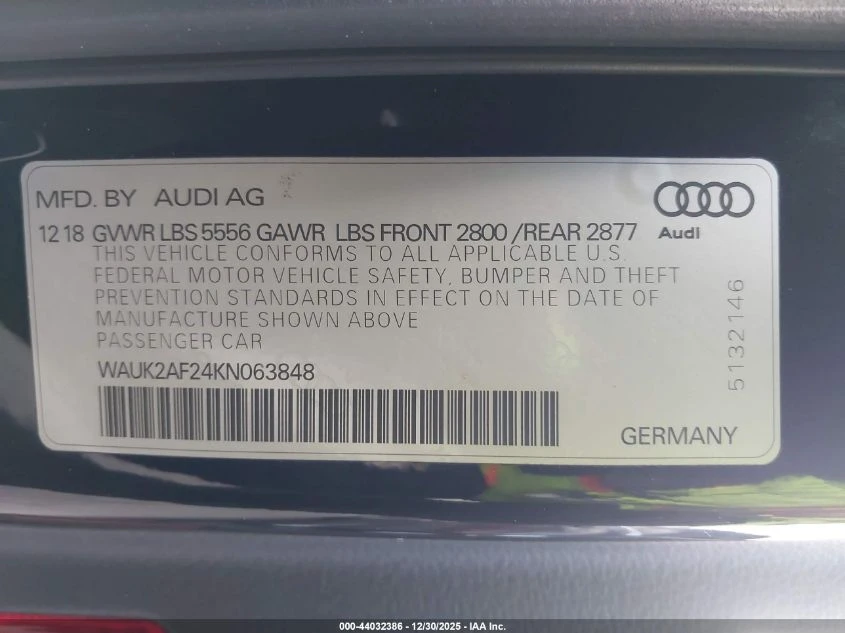 MFD. BY AUDI AG
12 18 GVWR LBS 5556 GAWR LBS FRONT 2800 /REAR 2877
Audi
THIS VEHICLE CONFORMS TO ALL APPLICABLE U.S.
FEDERAL MOTOR VEHICLE SAFETY, BUMPER AND THEFT
PREVENTION STANDARDS IN EFFECT ON THE DATE OF
MANUFACTURE SHOWN ABOVE
PASSENGER CAR
WAUK2AF24KN063848
5132146
GERMANY
000-44032386 - 12/30/2025 - IAA Inc.